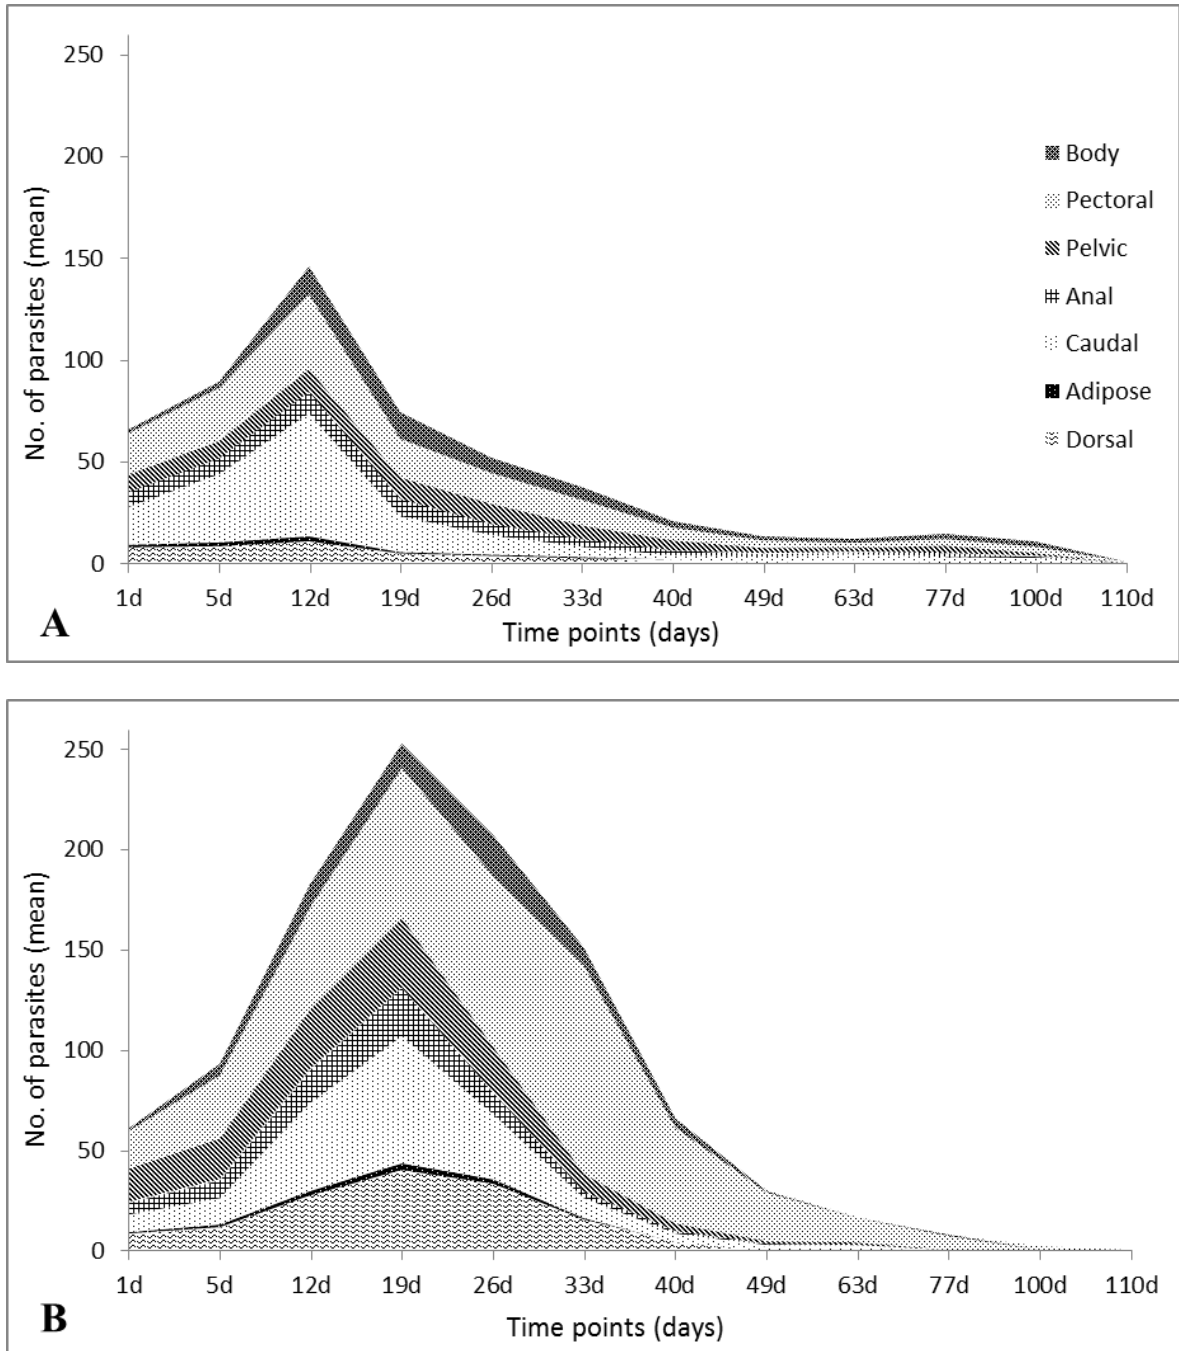 250
200
150
100
50
0
No. of parasites (mean)
Body
Pectoral
Pelvic
Anal
Caudal
Adipose
Dorsal
1d 5d 12d 19d 26d 33d 40d 49d 63d 77d 100d 110d
Time points (days)
A
250
200
150
100
50
0
No. of parasites (mean)
1d 5d 12d 19d 26d 33d 40d 49d 63d 77d 100d 110d
Time points (days)
B